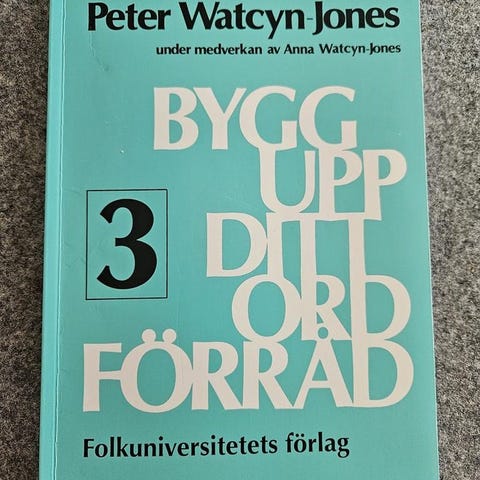 Peter Watcyn-Jones
under medverkan av Anna Watcyn-Jones
BYGG
UPP
DITT
3
ORD
FÖRRÅD
Folkuniversitetets förlag